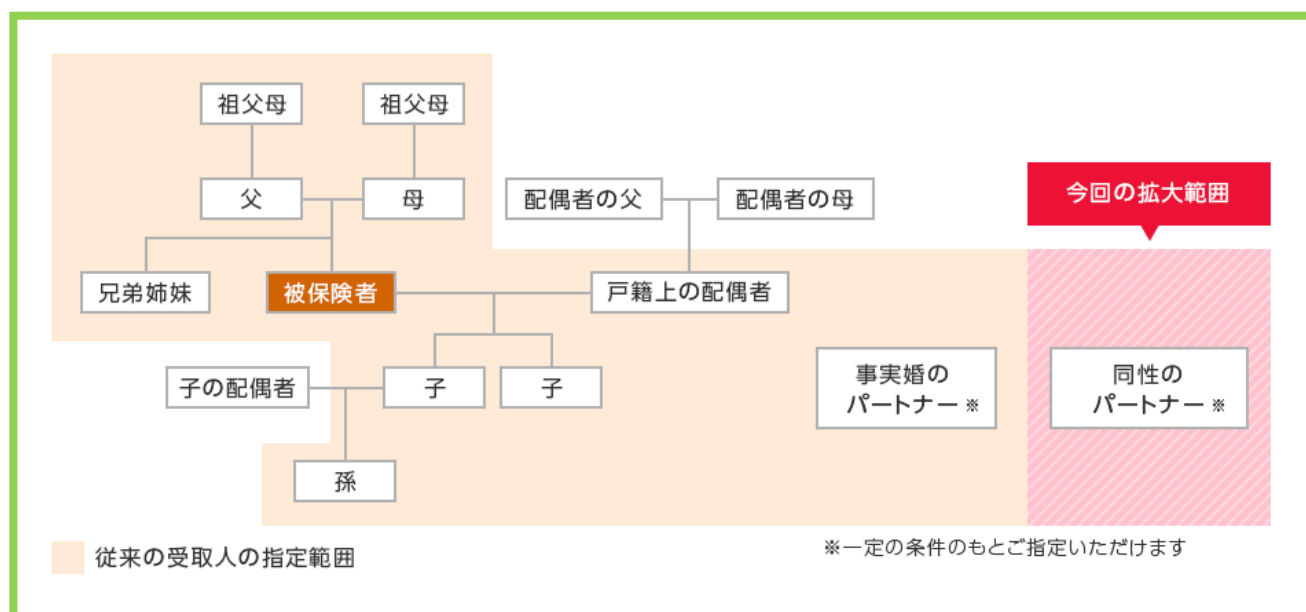 祖父母
祖父母
父
母
配偶者の父
配偶者の母
今回の拡大範囲
兄弟姉妹
被保険者
戸籍上の配偶者
子の配偶者
子
子
事実婚の
パートナー※
同性の
パートナー※
孫
従来の受取人の指定範囲
※一定の条件のもとご指定いただけます